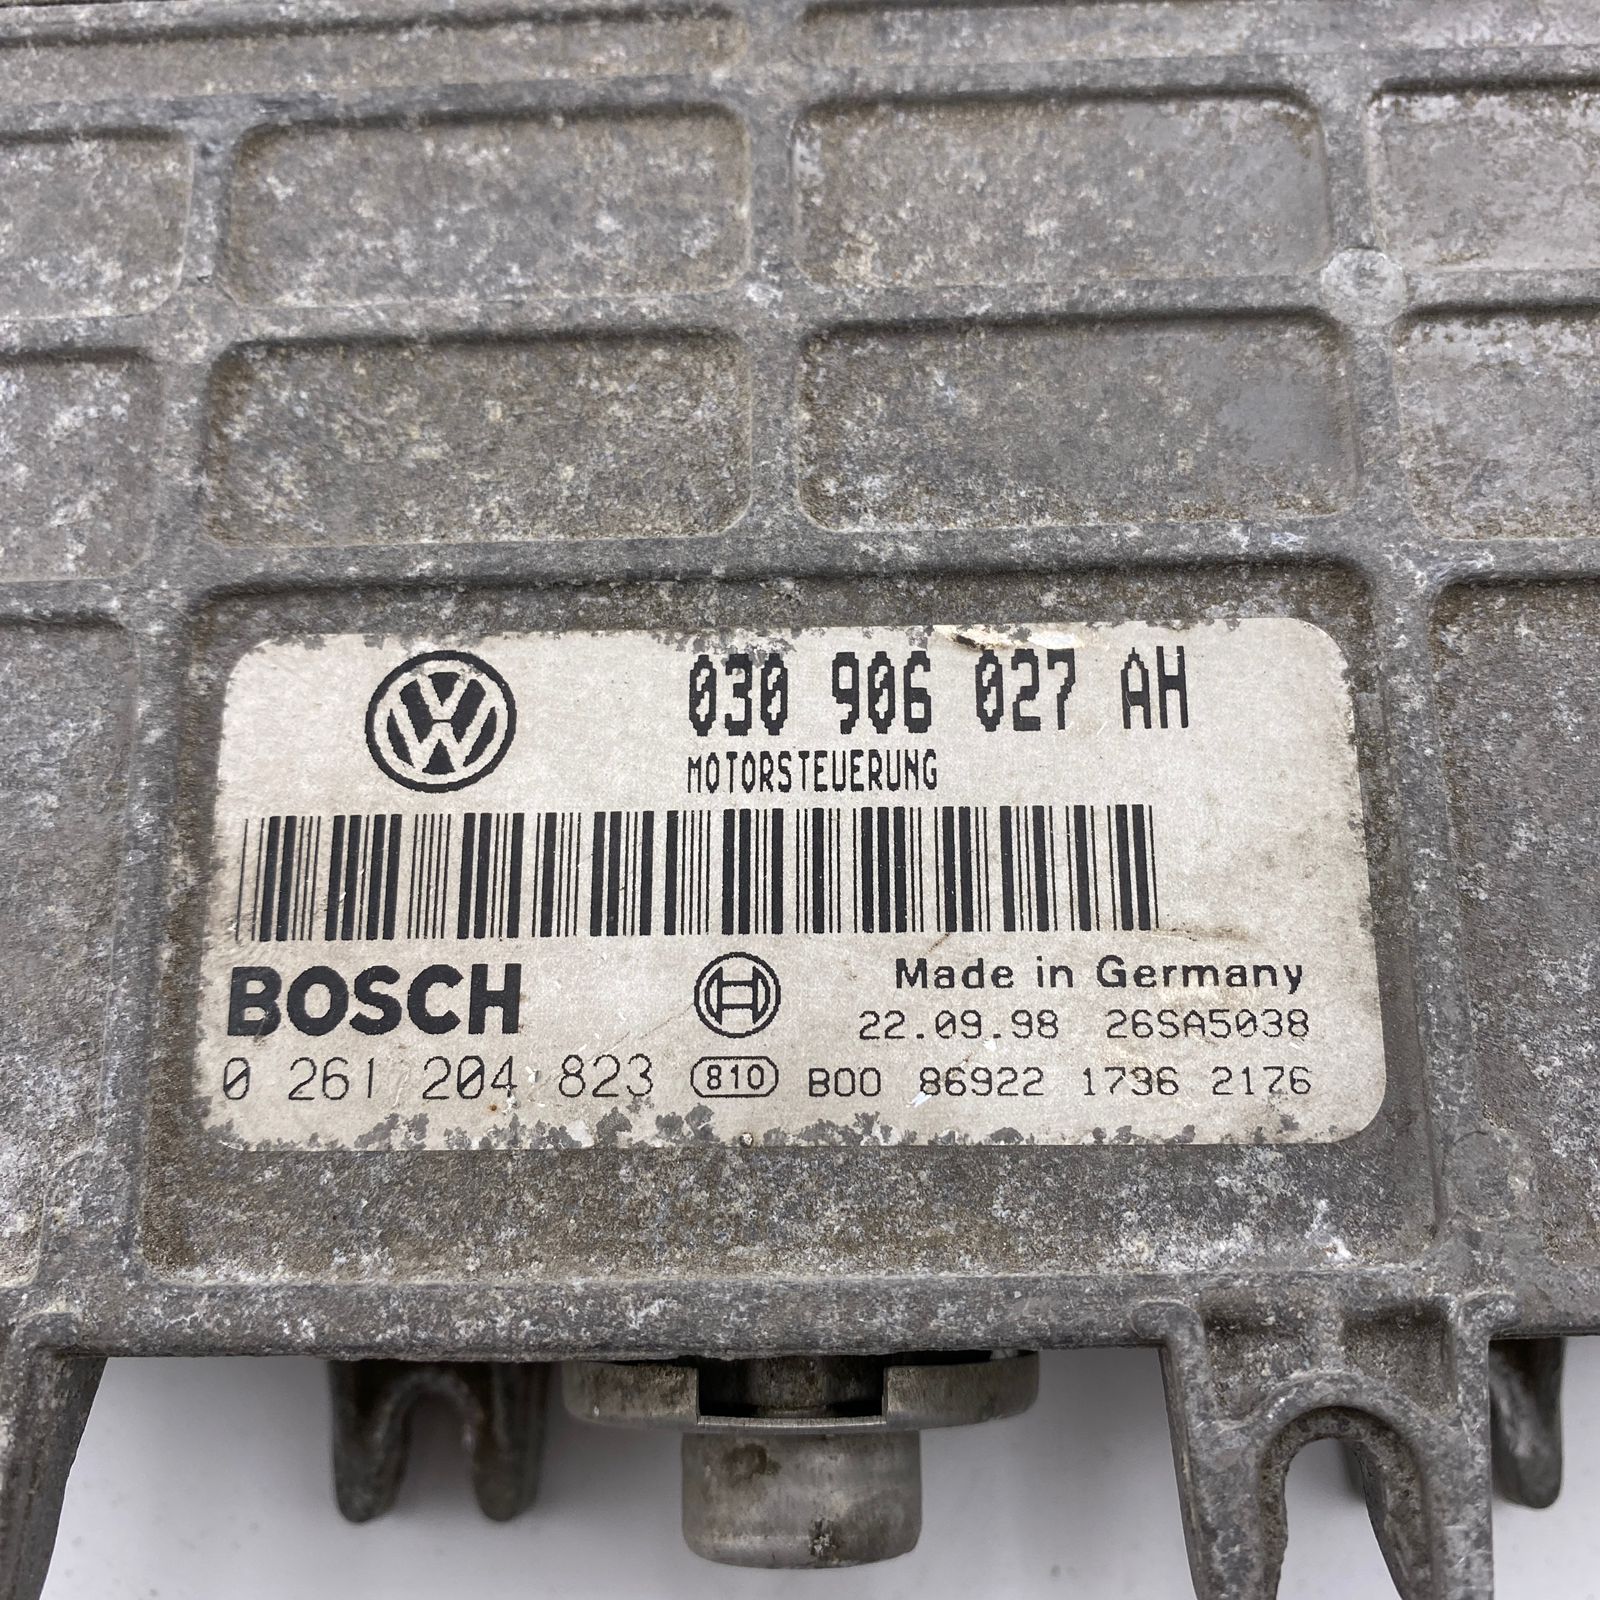 030 906 027 AH
MOTORSTEUERUNG
BOSCH
Made in Germany
22.09.98 26SA5038
0 261 204 823 810 B00 86922 1736 2176